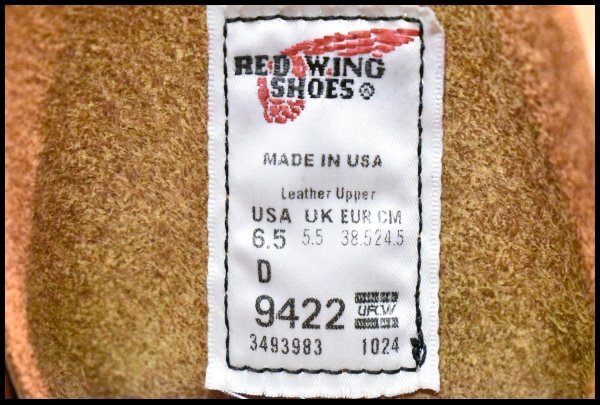 RED WING
SHOES®
MADE IN USA
Leather Upper
USA UK EUR CM
6.5 5.5 38.5 24.5
D
9422 UFCW
3493983 1024